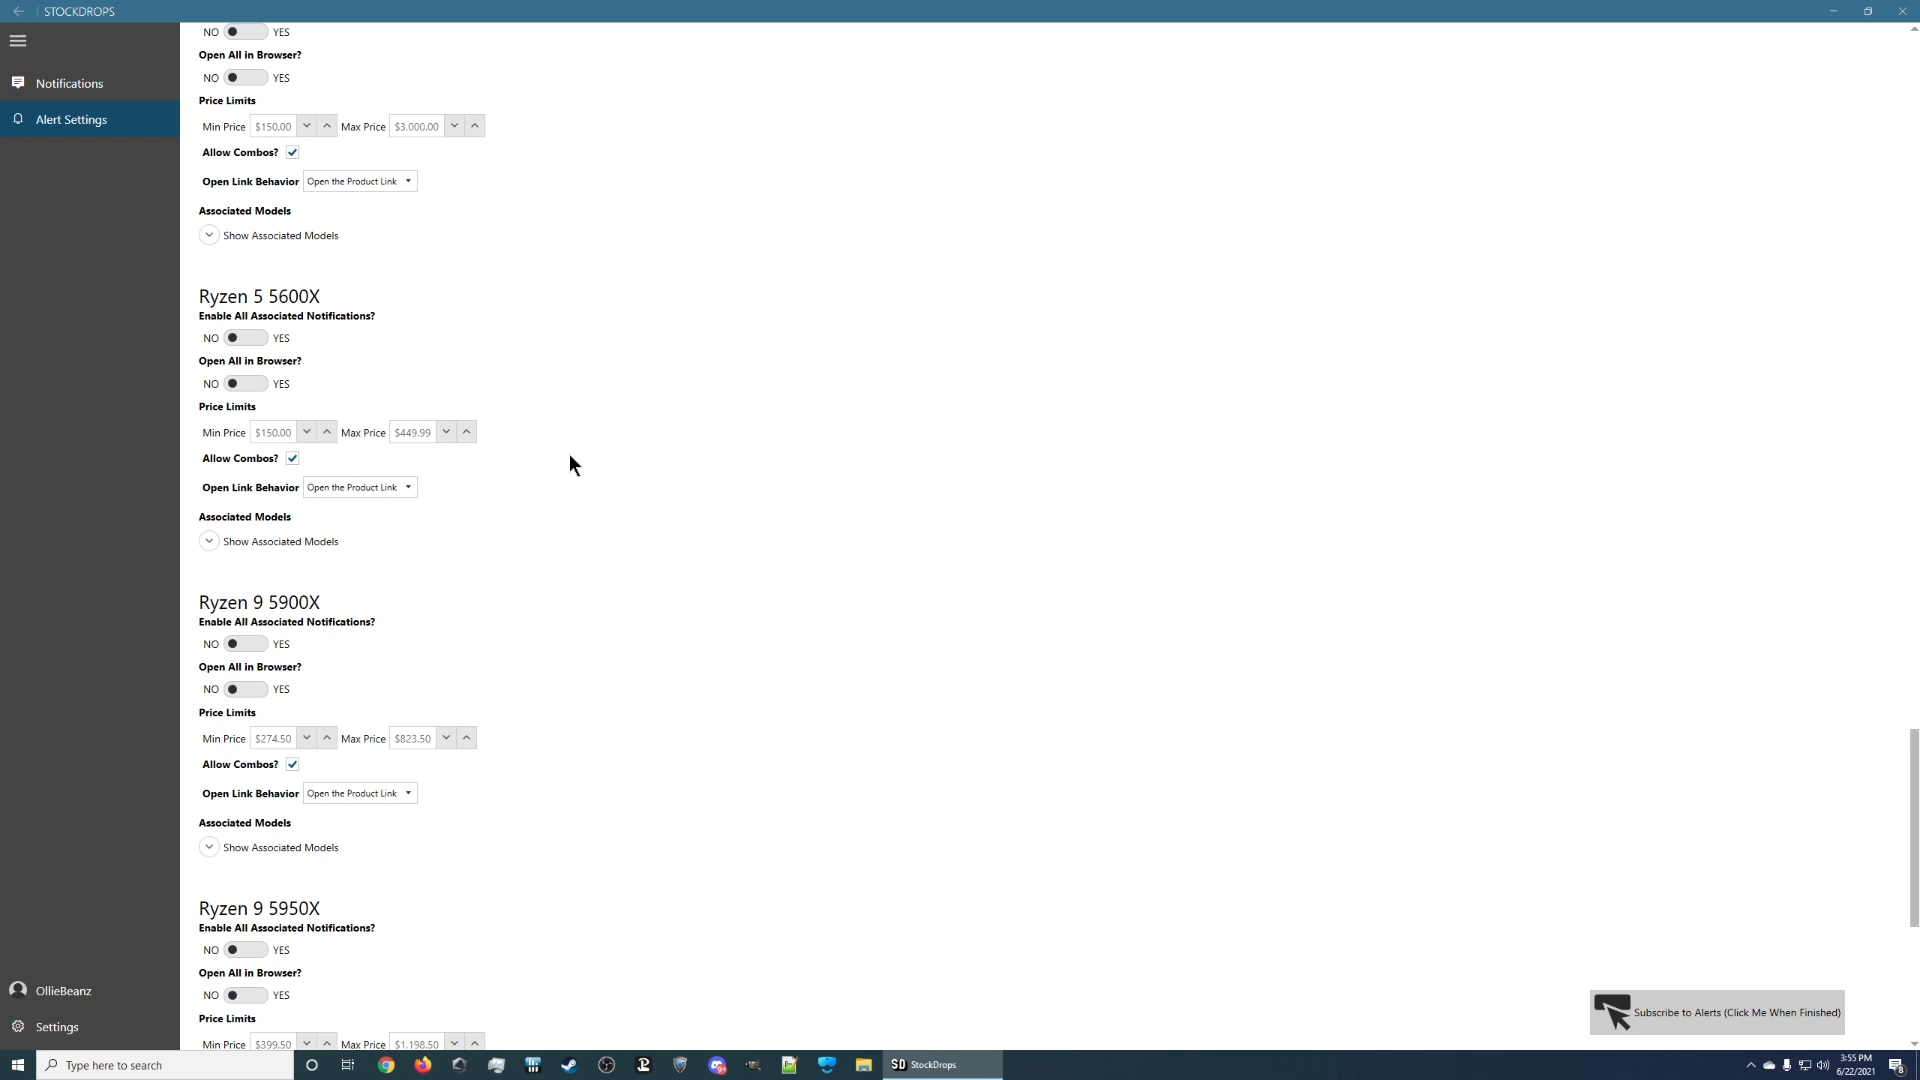 STOCKDROPS
NO YES
Open All in Browser?
Notifications
NO YES
Alert Settings
Price Limits
Min Price $150.00 Max Price $3,000.00
Allow Combos?
Open Link Behavior Open the Product Link
Associated Models
Show Associated Models
Ryzen 5 5600X
Enable All Associated Notifications?
NO YES
Open All in Browser?
NO YES
Price Limits
Min Price $150.00 Max Price $449.99
Allow Combos?
Open Link Behavior Open the Product Link
Associated Models
Show Associated Models
Ryzen 9 5900X
Enable All Associated Notifications?
NO YES
Open All in Browser?
NO YES
Price Limits
Min Price $274.50 Max Price $823.50
Allow Combos?
Open Link Behavior Open the Product Link
Associated Models
Show Associated Models
Ryzen 9 5950X
Enable All Associated Notifications?
NO YES
Open All in Browser?
NO YES
Price Limits
Min Price $399.50 Max Price $1,198.50
OllieBeanz
Settings
Subscribe to Alerts (Click Me When Finished)
Type here to search
SD StockDrops
3:55 PM
6/22/2021
8